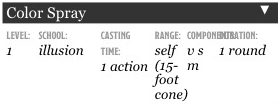 Color Spray ▼
LEVEL: SCHOOL: CASTING TIME: RANGE: COMPONENTS: DURATION:
1 illusion 1 action self (15-foot cone) v s m 1 round